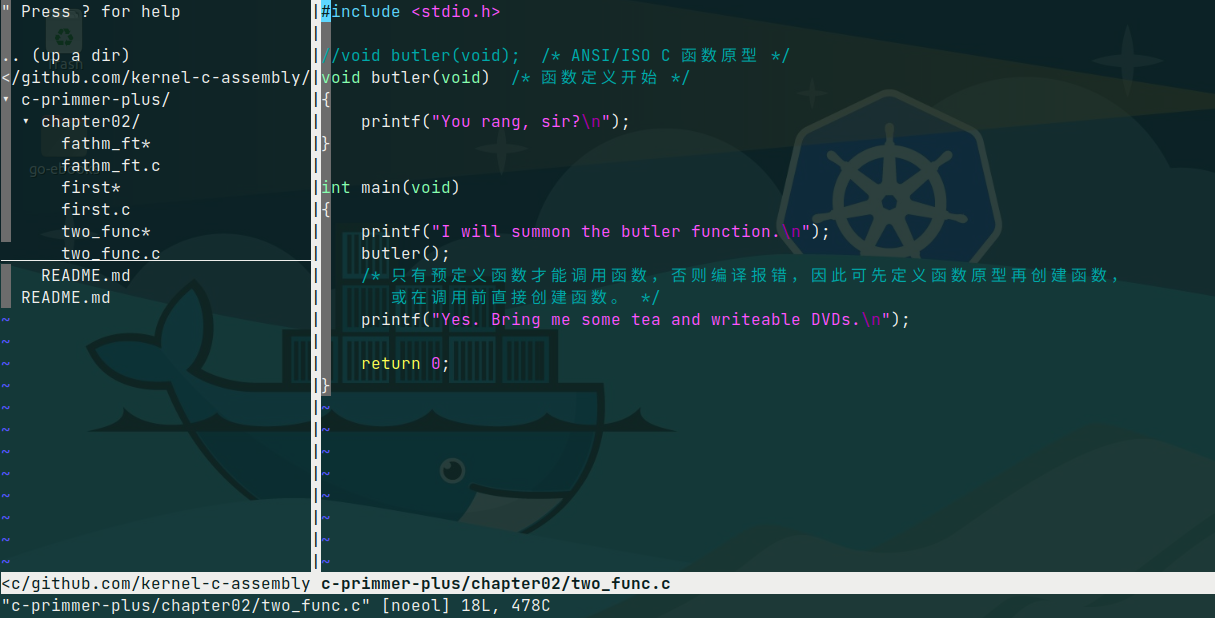 " Press ? for help
.. (up a dir)
</github.com/kernel-c-assembly/
▾ c-primmer-plus/
▾ chapter02/
fathm_ft*
fathm_ft.c
first*
first.c
two_func*
two_func.c
README.md
README.md
#include <stdio.h>
//void butler(void);  /* ANSI/ISO C 函数原型 */
void butler(void)  /* 函数定义开始 */
{
printf("You rang, sir?\n");
}
int main(void)
{
printf("I will summon the butler function.\n");
butler();
/* 只有预定义函数才能调用函数，否则编译报错，因此可先定义函数原型再创建函数，
或在调用前直接创建函数。 */
printf("Yes. Bring me some tea and writeable DVDs.\n");
return 0;
}
<c/github.com/kernel-c-assembly c-primmer-plus/chapter02/two_func.c
"c-primmer-plus/chapter02/two_func.c" [noeol] 18L, 478C